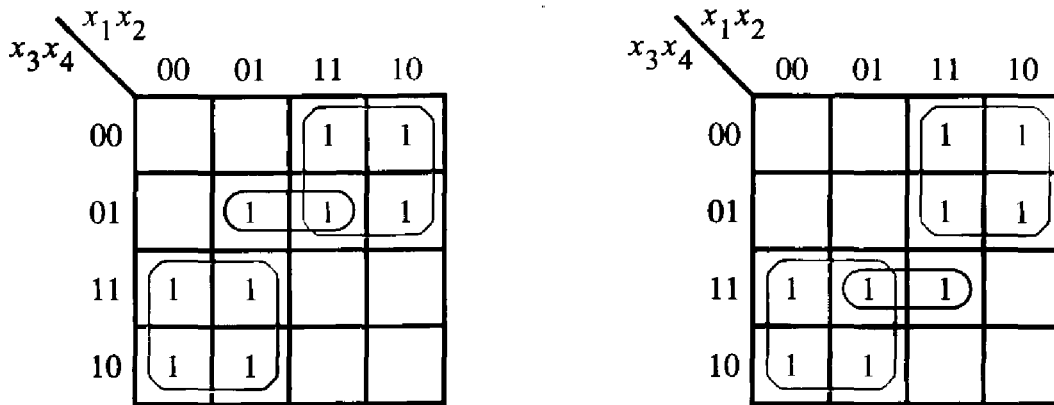 x1x2 x1x2
x3x4 x3x4
00 01 11 10 00 01 11 10
00 1 1 00 1 1
01 1 1 1 01 1 1
11 1 1 11 1 1 1
10 1 1 10 1 1